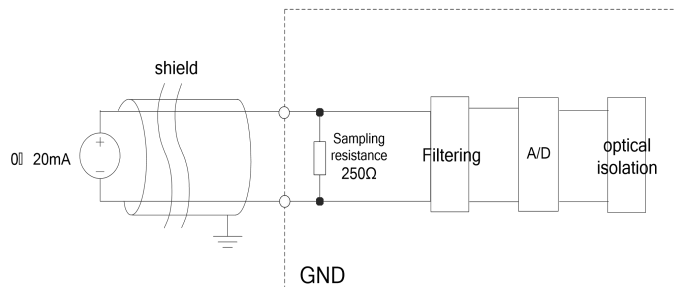 shield
+
0▯ 20mA
−
Sampling
resistance
250Ω
Filtering
A/D
optical
isolation
GND